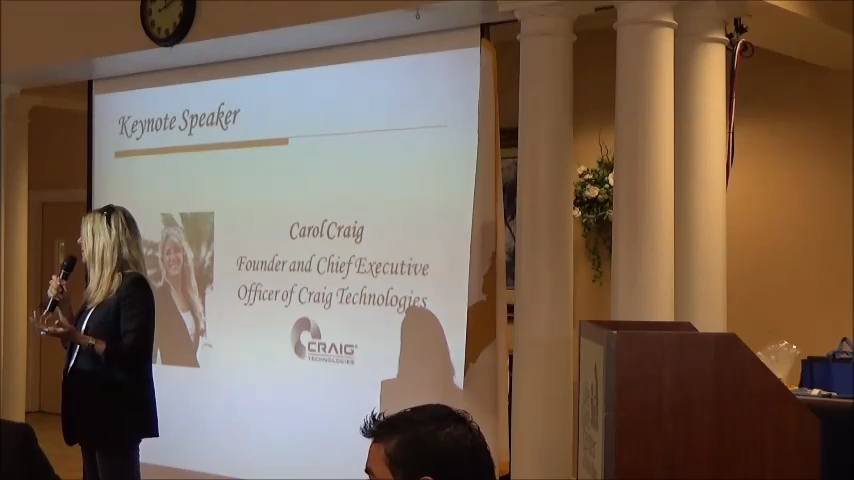 Keynote Speaker
Carol Craig
Founder and Chief Executive
Officer of Craig Technologies
CRAIG
TECHNOLOGIES